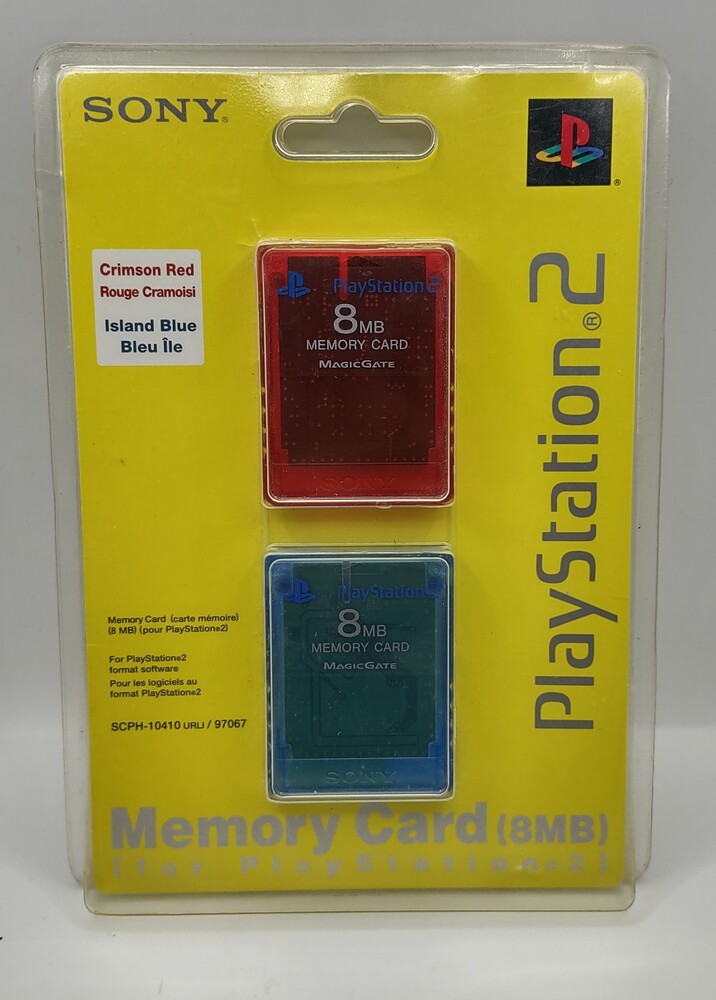 SONY®
®
Crimson Red
Rouge Cramoisi
Island Blue
Bleu Île
PlayStation®2
PlayStation 2
8MB
MEMORY CARD
MAGICGATE
SONY
PlayStation 2
8MB
MEMORY CARD
MAGICGATE
SONY
Memory Card (carte mémoire)
(8 MB) (pour PlayStation®2)
For PlayStation®2
format software
Pour les logiciels au
format PlayStation®2
SCPH-10410 URLI / 97067
Memory Card (8MB)
(for PlayStation®2)